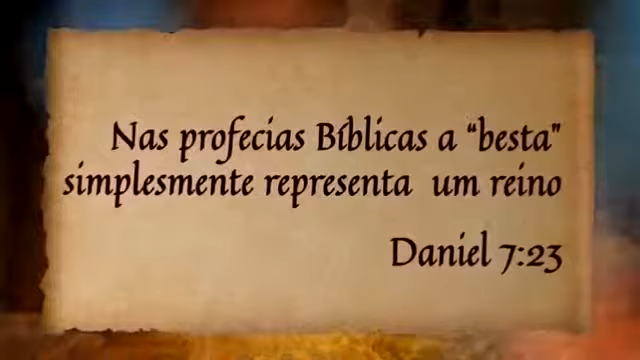 Nas profecias Bíblicas a “besta”
simplesmente representa um reino
Daniel 7:23